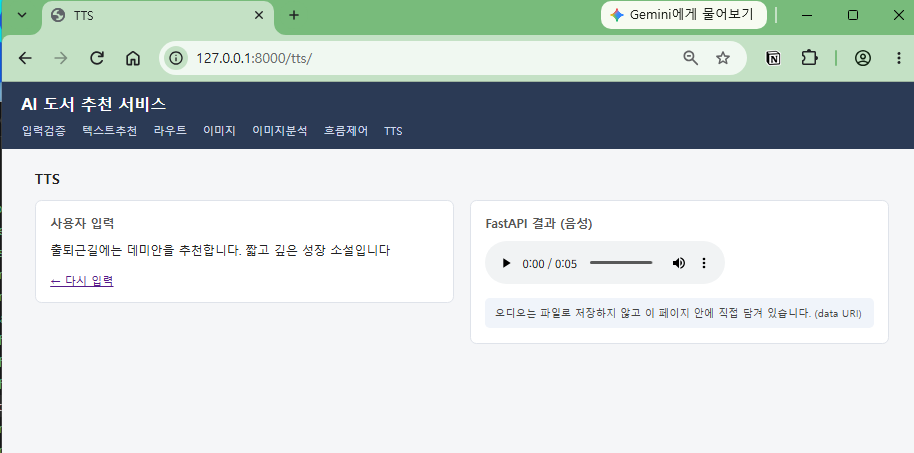 TTS
Gemini에게 물어보기
127.0.0.1:8000/tts/
AI 도서 추천 서비스
입력검증 텍스트추천 라우트 이미지 이미지분석 흐름제어 TTS
TTS
사용자 입력
출퇴근길에는 데미안을 추천합니다. 짧고 깊은 성장 소설입니다
← 다시 입력
FastAPI 결과 (음성)
0:00 / 0:05
오디오는 파일로 저장하지 않고 이 페이지 안에 직접 담겨 있습니다. (data URI)